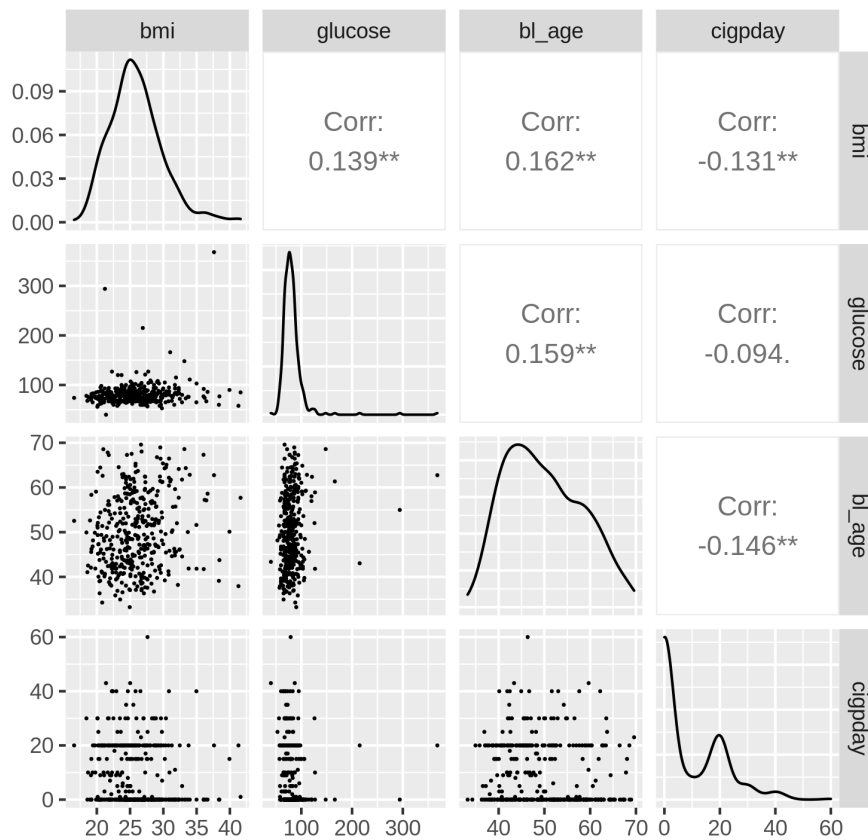 bmi glucose bl_age cigpday
0.09
0.06
0.03
0.00
Corr:
0.139**
Corr:
0.162**
Corr:
-0.131**
bmi
300
200
100
Corr:
0.159**
Corr:
-0.094.
glucose
70
60
50
40
Corr:
-0.146**
bl_age
60
40
20
0
cigpday
20 25 30 35 40 100 200 300 40 50 60 70 0 20 40 60